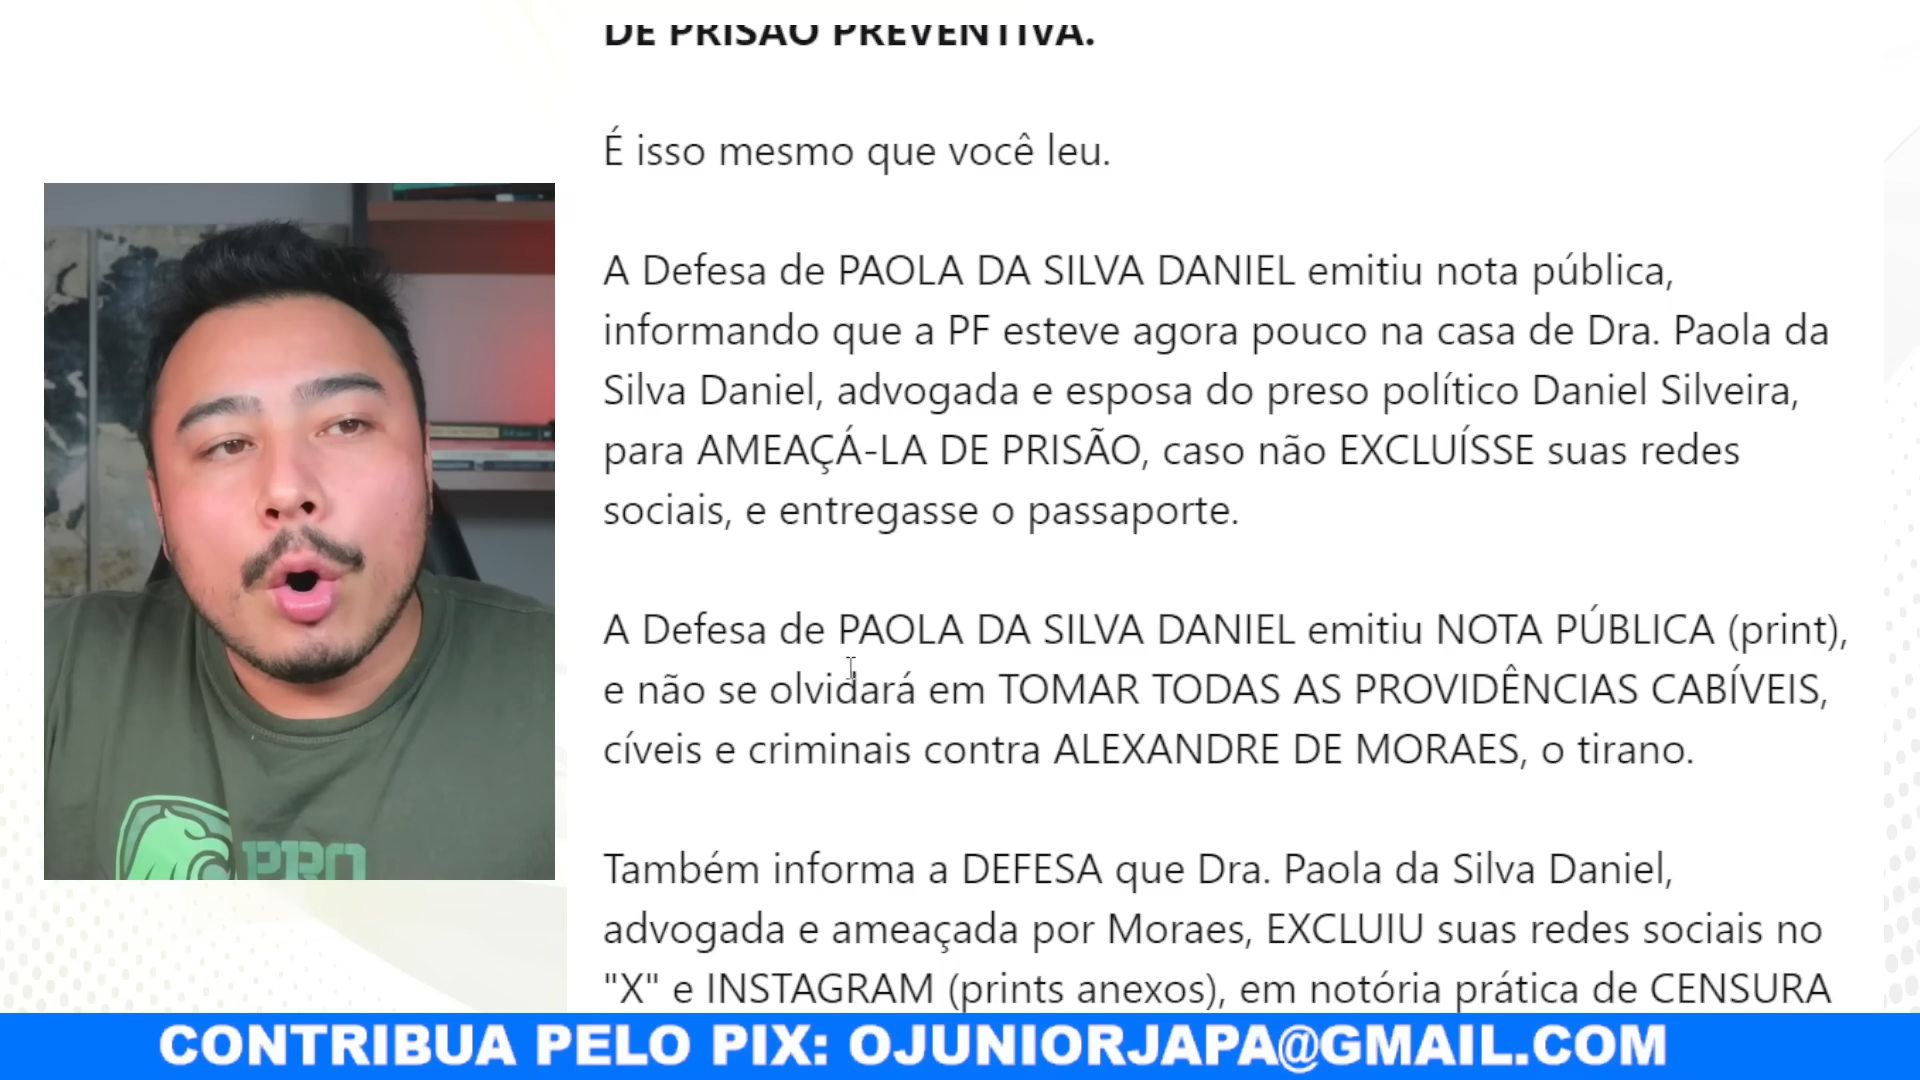 DE PRISÃO PREVENTIVA.
É isso mesmo que você leu.
A Defesa de PAOLA DA SILVA DANIEL emitiu nota pública,
informando que a PF esteve agora pouco na casa de Dra. Paola da
Silva Daniel, advogada e esposa do preso político Daniel Silveira,
para AMEAÇÁ-LA DE PRISÃO, caso não EXCLUÍSSE suas redes
sociais, e entregasse o passaporte.
A Defesa de PAOLA DA SILVA DANIEL emitiu NOTA PÚBLICA (print),
e não se olvidará em TOMAR TODAS AS PROVIDÊNCIAS CABÍVEIS,
cíveis e criminais contra ALEXANDRE DE MORAES, o tirano.
Também informa a DEFESA que Dra. Paola da Silva Daniel,
advogada e ameaçada por Moraes, EXCLUIU suas redes sociais no
"X" e INSTAGRAM (prints anexos), em notória prática de CENSURA
PRO
CONTRIBUA PELO PIX: OJUNIORJAPA@GMAIL.COM